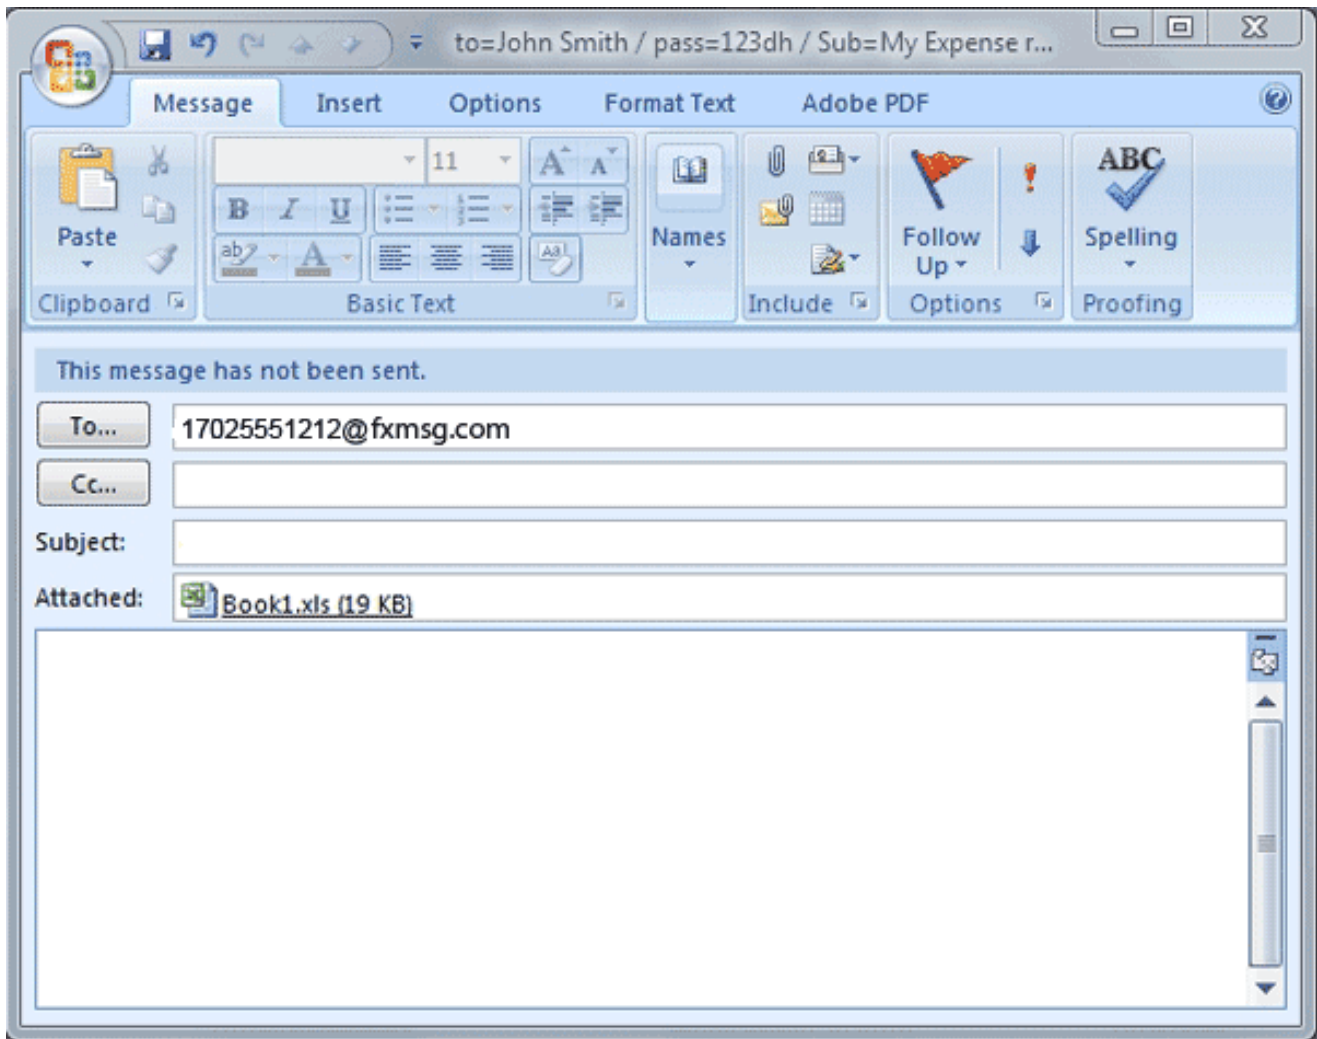 to=John Smith / pass=123dh / Sub=My Expense r...
Message Insert Options Format Text Adobe PDF
11 A A ABC
B I U
Paste Names Follow Up Spelling
ab A Aa
Clipboard Basic Text Include Options Proofing
This message has not been sent.
To... 17025551212@fxmsg.com
Cc...
Subject:
Attached: Book1.xls (19 KB)